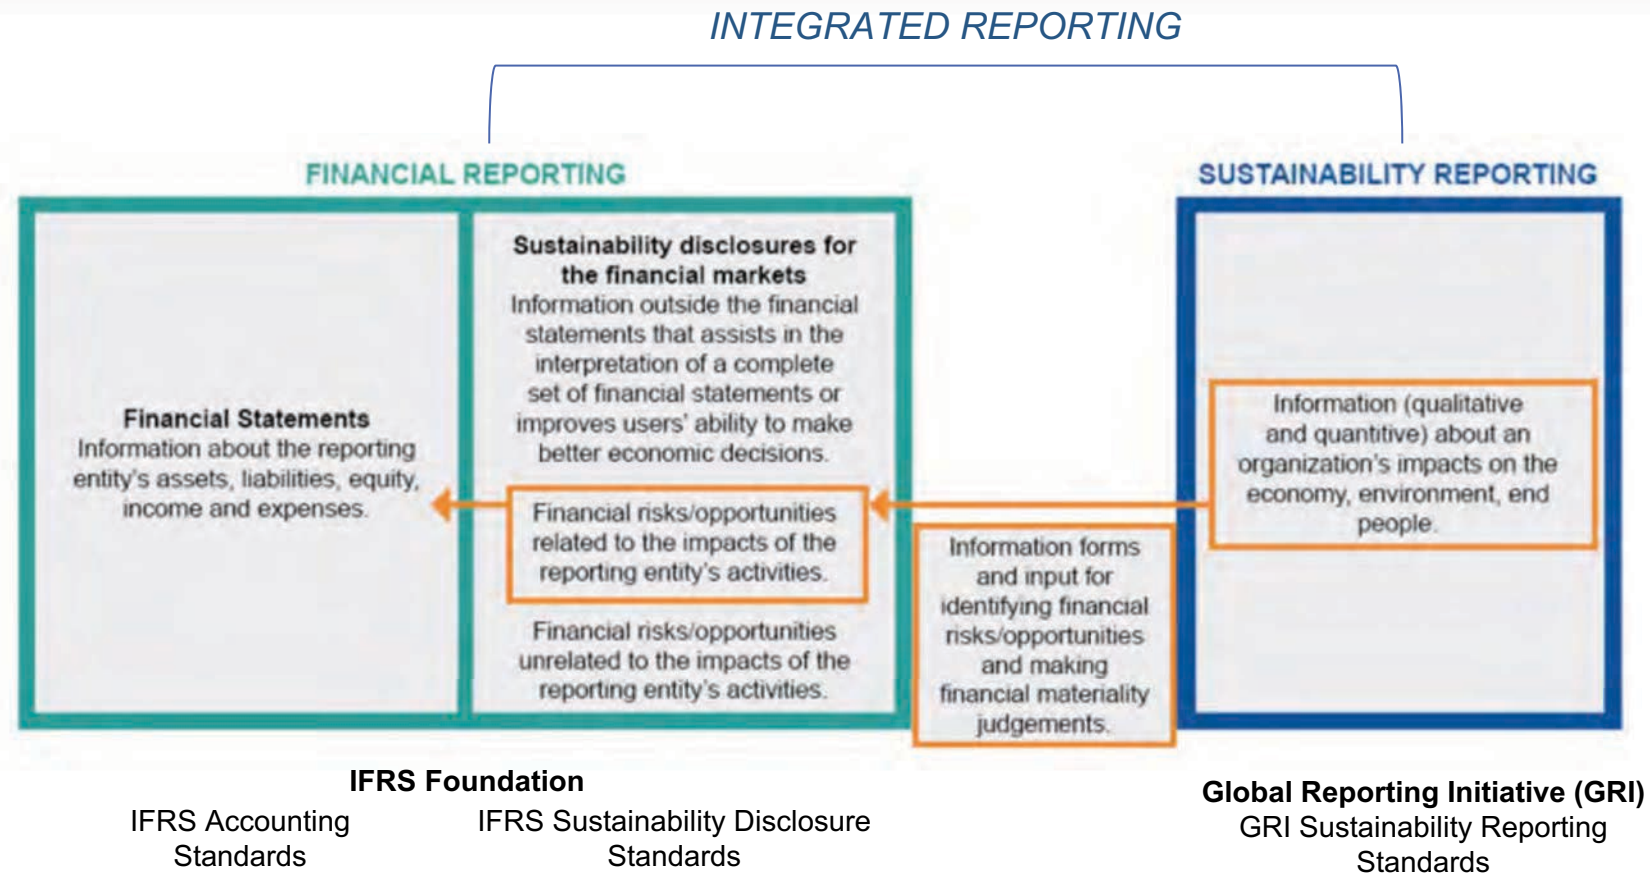 INTEGRATED REPORTING
FINANCIAL REPORTING
SUSTAINABILITY REPORTING
Financial Statements
Information about the reporting
entity's assets, liabilities, equity,
income and expenses.
Sustainability disclosures for
the financial markets
Information outside the financial
statements that assists in the
interpretation of a complete
set of financial statements or
improves users' ability to make
better economic decisions.
Financial risks/opportunities
related to the impacts of the
reporting entity's activities.
Financial risks/opportunities
unrelated to the impacts of the
reporting entity's activities.
Information forms
and input for
identifying financial
risks/opportunities
and making
financial materiality
judgements.
Information (qualitative
and quantitive) about an
organization's impacts on the
economy, environment, end
people.
IFRS Foundation
IFRS Accounting
Standards
IFRS Sustainability Disclosure
Standards
Global Reporting Initiative (GRI)
GRI Sustainability Reporting
Standards